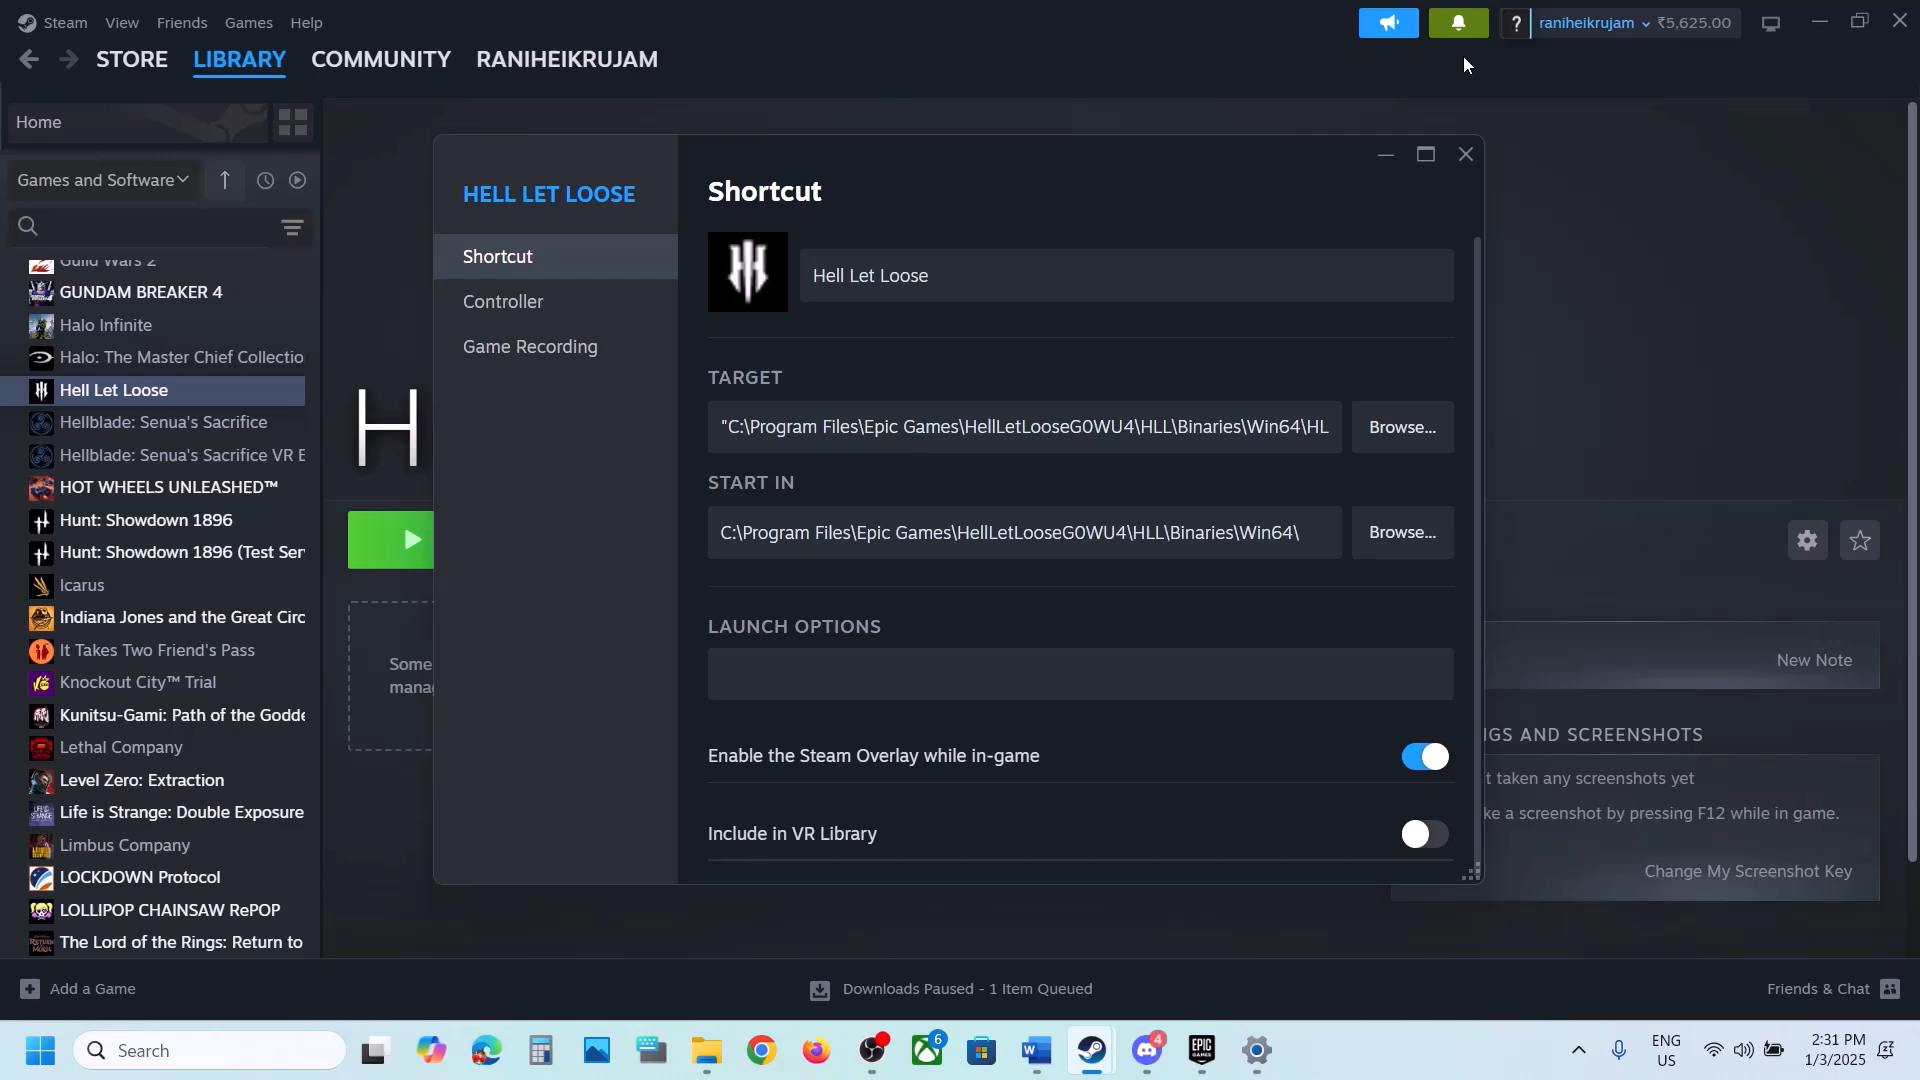 Steam View Friends Games Help
? raniheikrujam ₹5,625.00
STORE LIBRARY COMMUNITY RANIHEIKRUJAM
Home
Games and Software
Guild Wars 2
GUNDAM BREAKER 4
Halo Infinite
Halo: The Master Chief Collectio
Hell Let Loose
Hellblade: Senua's Sacrifice
Hellblade: Senua's Sacrifice VR E
HOT WHEELS UNLEASHED™
Hunt: Showdown 1896
Hunt: Showdown 1896 (Test Ser
Icarus
Indiana Jones and the Great Circ
It Takes Two Friend's Pass
Knockout City™ Trial
Kunitsu-Gami: Path of the Godde
Lethal Company
Level Zero: Extraction
Life is Strange: Double Exposure
Limbus Company
LOCKDOWN Protocol
LOLLIPOP CHAINSAW RePOP
The Lord of the Rings: Return to
H
Some
mana
HELL LET LOOSE
Shortcut
Controller
Game Recording
Shortcut
Hell Let Loose
TARGET
"C:\Program Files\Epic Games\HellLetLooseG0WU4\HLL\Binaries\Win64\HL
Browse...
START IN
C:\Program Files\Epic Games\HellLetLooseG0WU4\HLL\Binaries\Win64\
Browse...
LAUNCH OPTIONS
Enable the Steam Overlay while in-game
Include in VR Library
New Note
NGS AND SCREENSHOTS
t taken any screenshots yet
ke a screenshot by pressing F12 while in game.
Change My Screenshot Key
Add a Game
Downloads Paused - 1 Item Queued
Friends & Chat
Search
6
4
EPIC GAMES
ENG
US
2:31 PM
1/3/2025